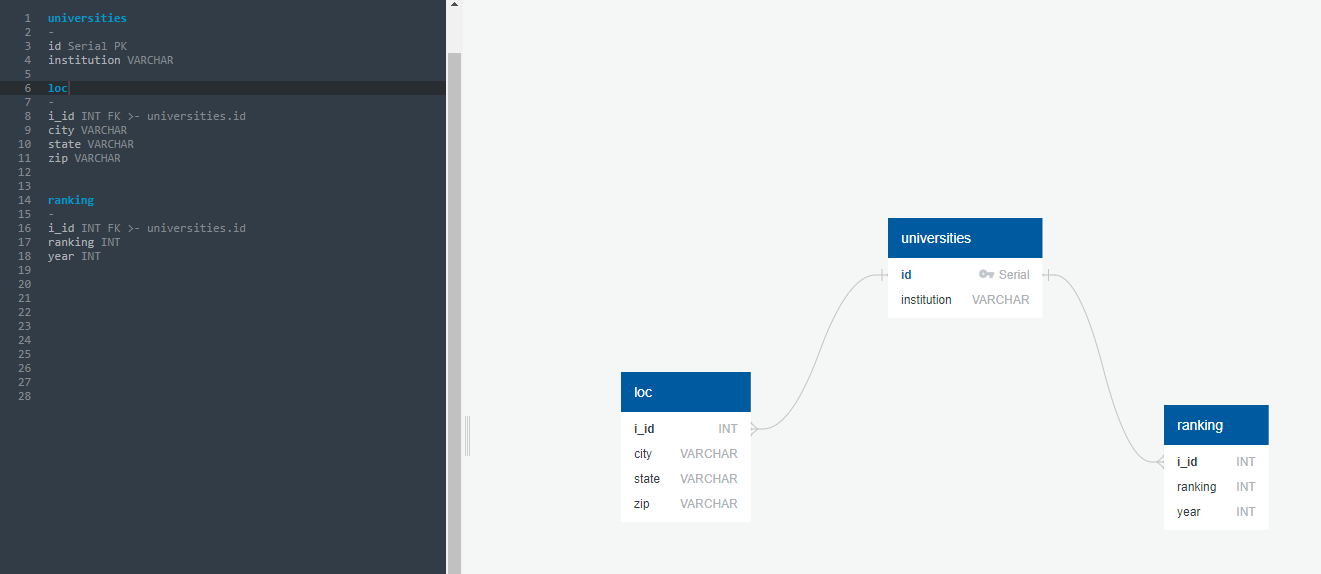 1 universities
2 -
3 id Serial PK
4 institution VARCHAR
5
6 loc
7 -
8 i_id INT FK >- universities.id
9 city VARCHAR
10 state VARCHAR
11 zip VARCHAR
12
13
14 ranking
15 -
16 i_id INT FK >- universities.id
17 ranking INT
18 year INT
19
20
21
22
23
24
25
26
27
28
universities
id Serial
institution VARCHAR
loc
i_id INT
city VARCHAR
state VARCHAR
zip VARCHAR
ranking
i_id INT
ranking INT
year INT